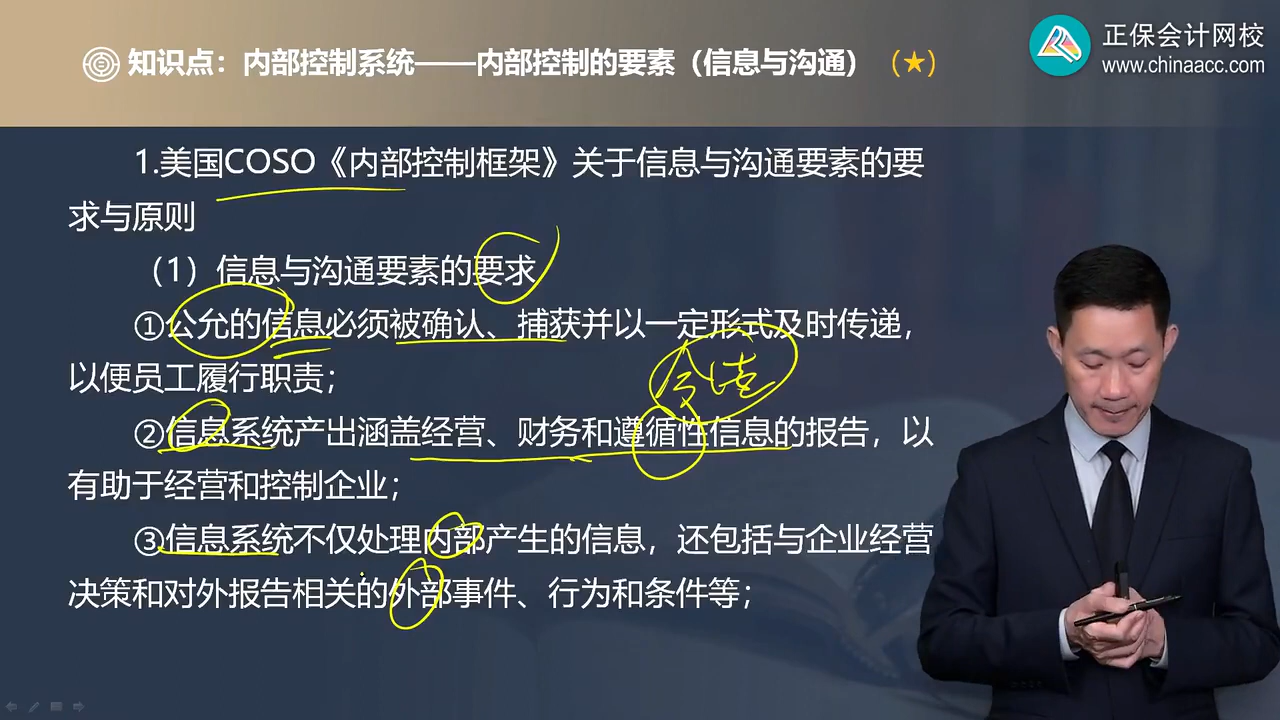 知识点：内部控制系统——内部控制的要素（信息与沟通）（★）
正保会计网校
www.chinaacc.com
1.美国COSO《内部控制框架》关于信息与沟通要素的要
求与原则
（1）信息与沟通要素的要求
①公允的信息必须被确认、捕获并以一定形式及时传递，
以便员工履行职责；
②信息系统产出涵盖经营、财务和遵循性信息的报告，以
有助于经营和控制企业；
③信息系统不仅处理内部产生的信息，还包括与企业经营
决策和对外报告相关的外部事件、行为和条件等；